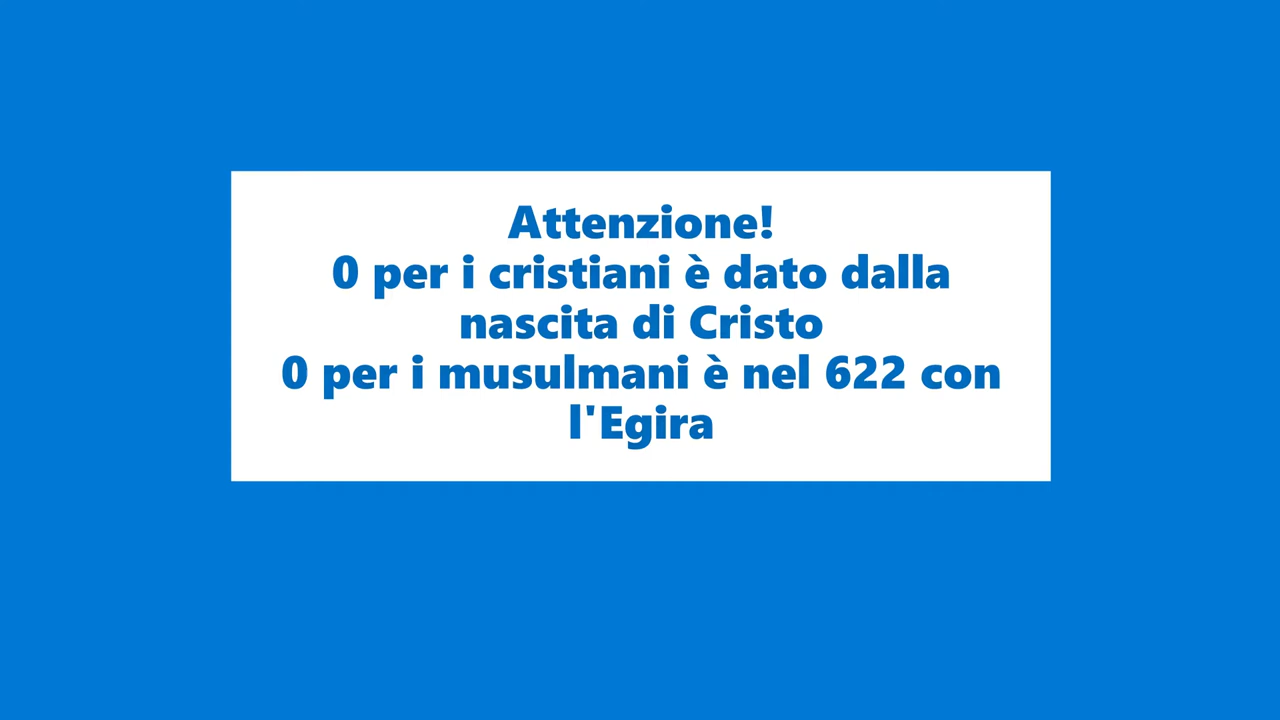 Attenzione!
0 per i cristiani è dato dalla
nascita di Cristo
0 per i musulmani è nel 622 con
l'Egira